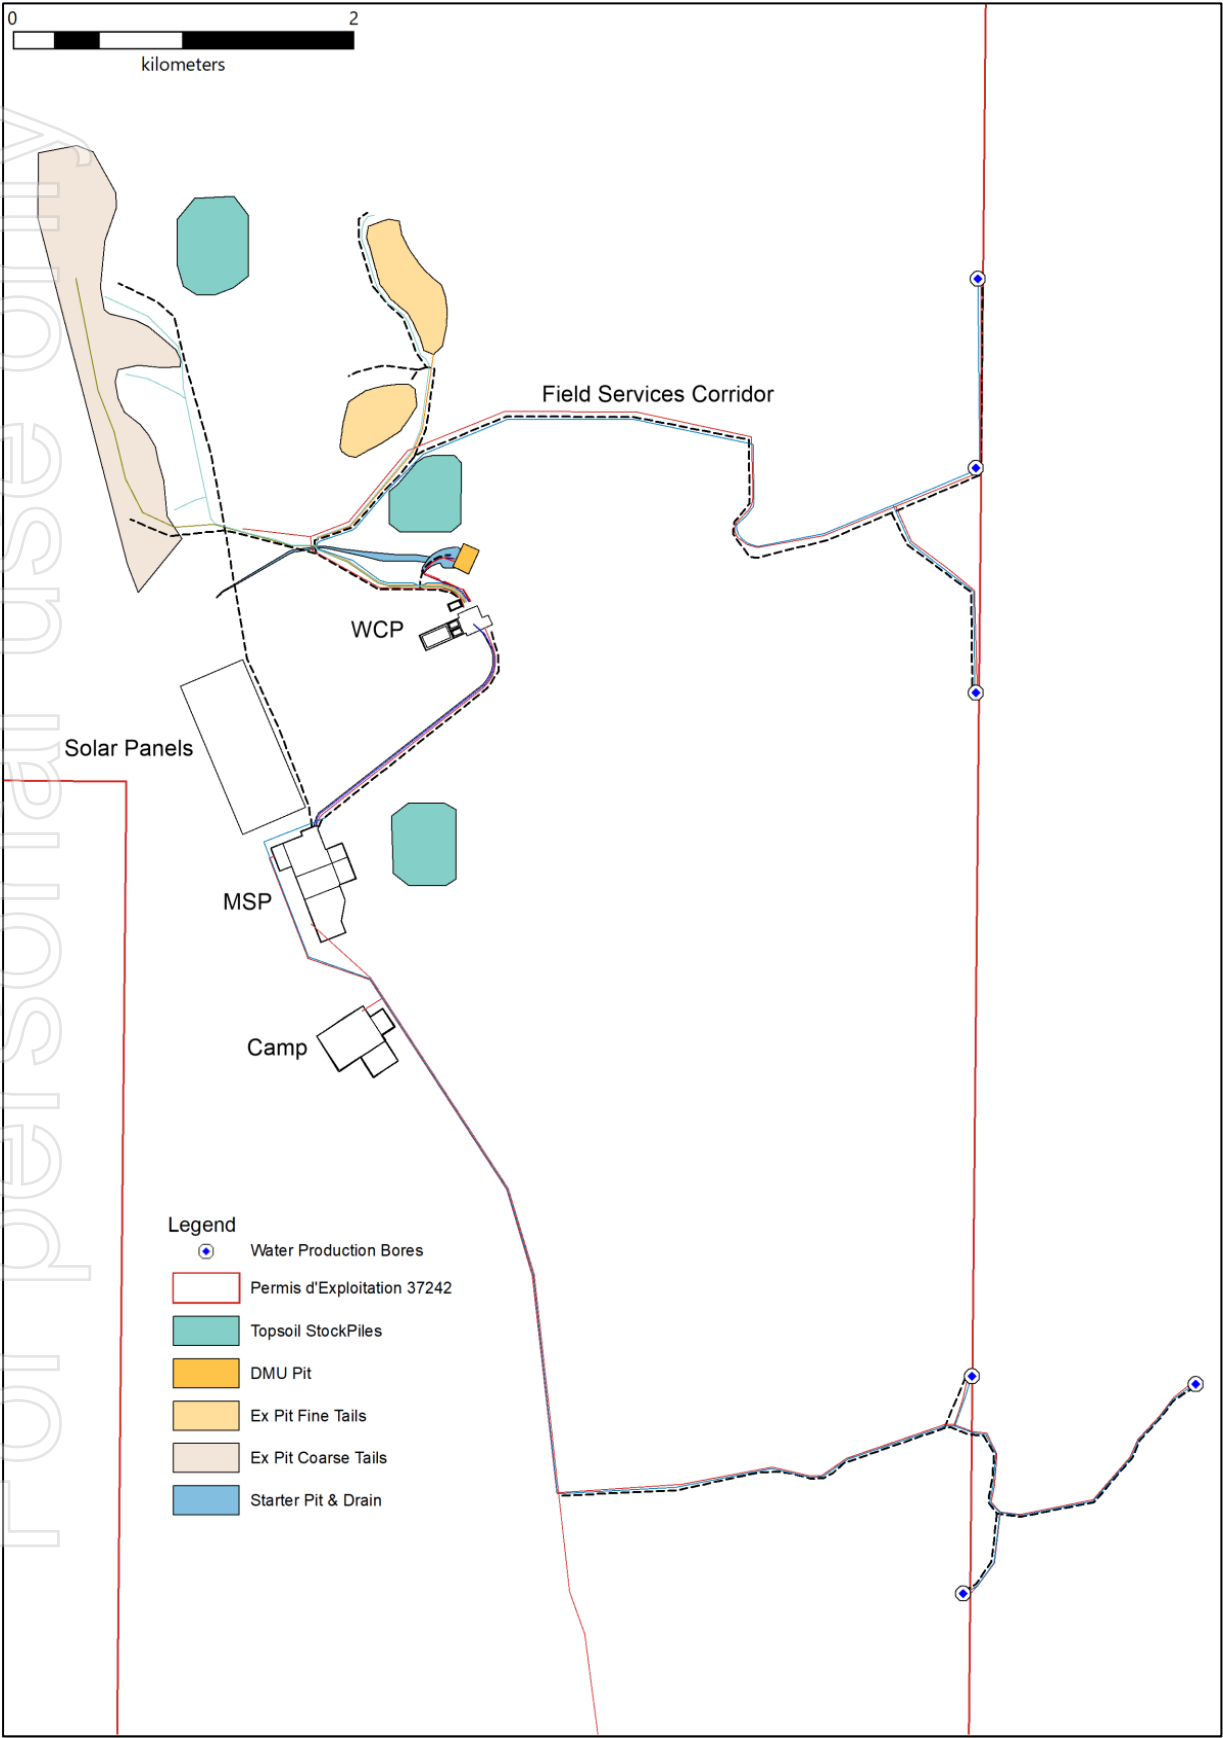 0 2
kilometers
For personal use only
Field Services Corridor
WCP
Solar Panels
MSP
Camp
Legend
Water Production Bores
Permis d'Exploitation 37242
Topsoil StockPiles
DMU Pit
Ex Pit Fine Tails
Ex Pit Coarse Tails
Starter Pit & Drain